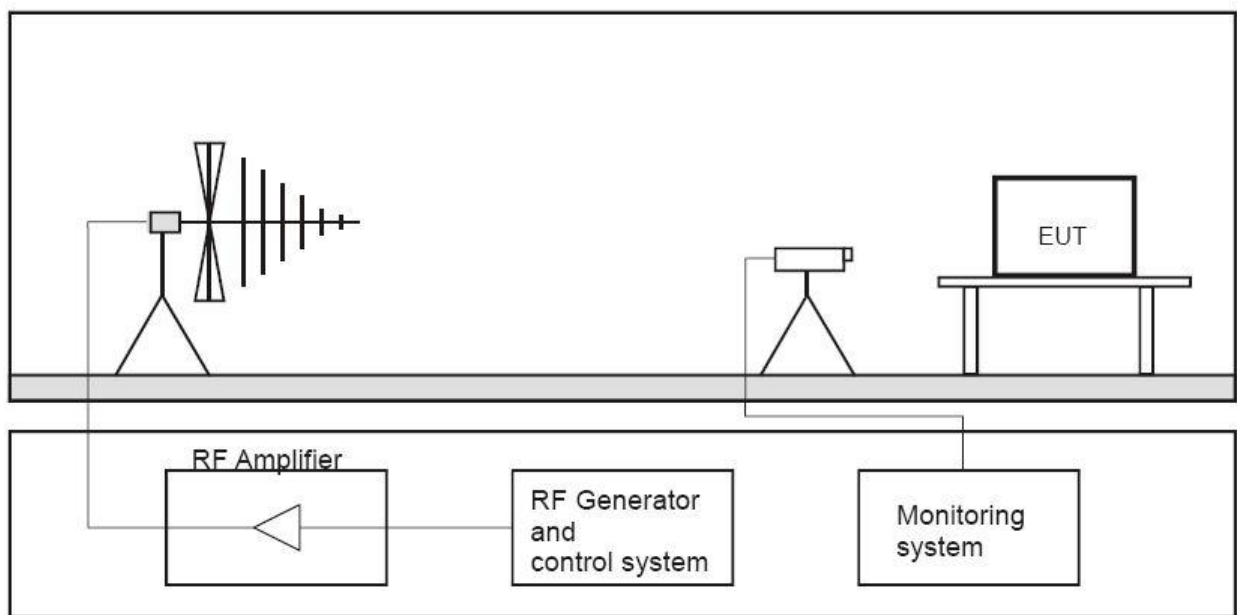 EUT
RF Amplifier
RF Generator
and
control system
Monitoring
system